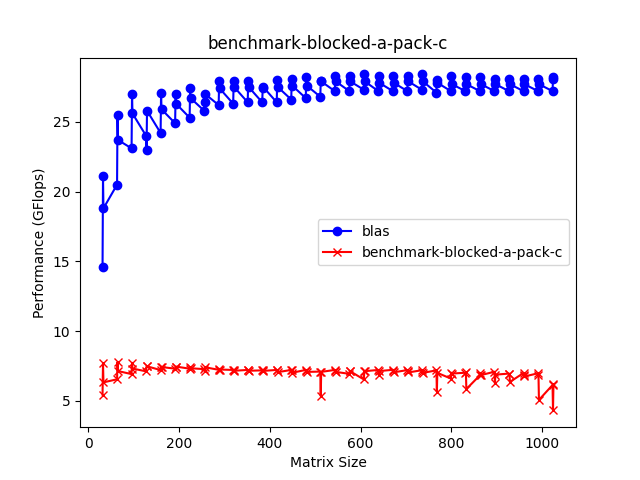 benchmark-blocked-a-pack-c
Performance (GFlops)
25
20
15
10
5
blas
benchmark-blocked-a-pack-c
0
200
400
600
800
1000
Matrix Size